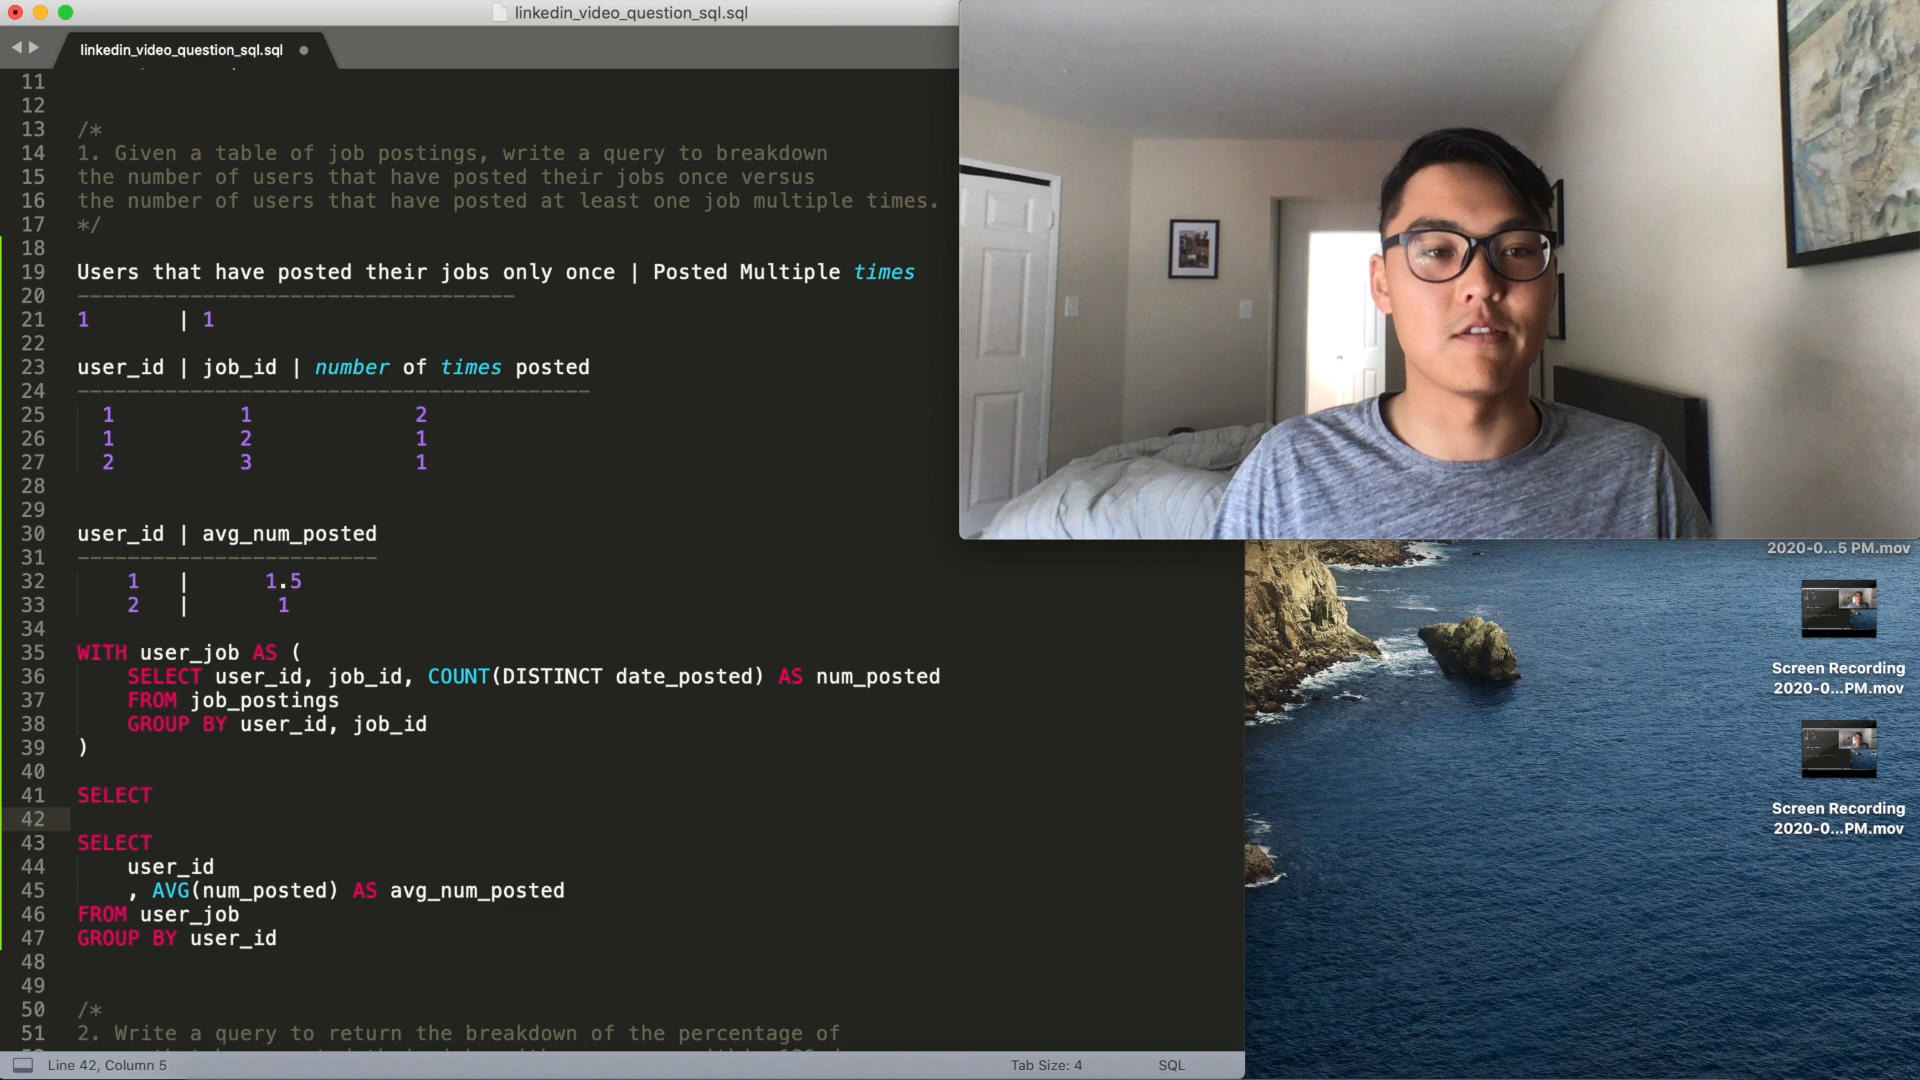 linkedin_video_question_sql.sql
linkedin_video_question_sql.sql
11
12
13 /*
14 1. Given a table of job postings, write a query to breakdown
15 the number of users that have posted their jobs once versus
16 the number of users that have posted at least one job multiple times.
17 */
18
19 Users that have posted their jobs only once | Posted Multiple times
20 -----------------------------------
21 1 | 1
22
23 user_id | job_id | number of times posted
24 -----------------------------------------
25 1 1 2
26 1 2 1
27 2 3 1
28
29
30 user_id | avg_num_posted
31 ------------------------
32 1 | 1.5
33 2 | 1
34
35 WITH user_job AS (
36 SELECT user_id, job_id, COUNT(DISTINCT date_posted) AS num_posted
37 FROM job_postings
38 GROUP BY user_id, job_id
39 )
40
41 SELECT
42
43 SELECT
44 user_id
45 , AVG(num_posted) AS avg_num_posted
46 FROM user_job
47 GROUP BY user_id
48
49
50 /*
51 2. Write a query to return the breakdown of the percentage of
Line 42, Column 5
Tab Size: 4
SQL
2020-0...5 PM.mov
Screen Recording
2020-0...PM.mov
Screen Recording
2020-0...PM.mov